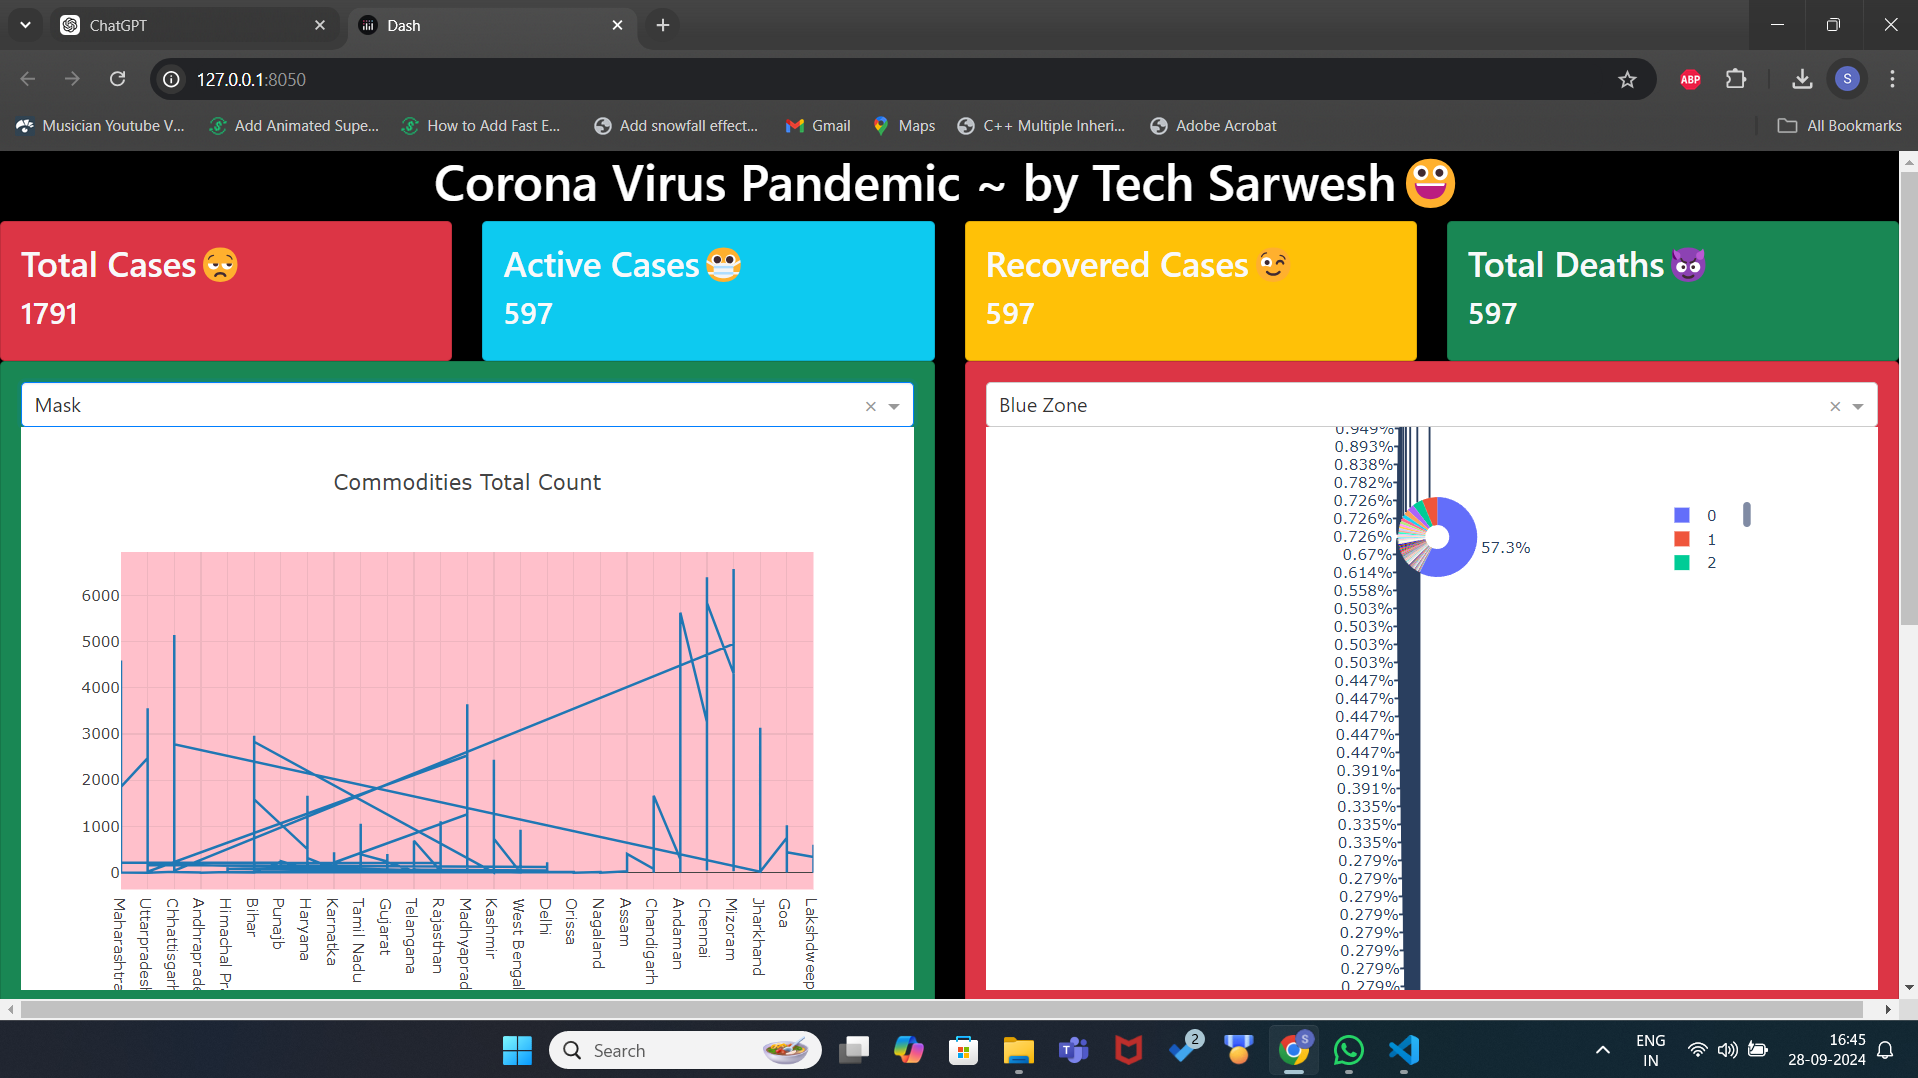 ChatGPT
Dash
127.0.0.1:8050
ABP
S
Musician Youtube V...
Add Animated Supe...
How to Add Fast E...
Add snowfall effect...
Gmail
Maps
C++ Multiple Inheri...
Adobe Acrobat
All Bookmarks
Corona Virus Pandemic ~ by Tech Sarwesh😀
Total Cases😞
1791
Active Cases😷
597
Recovered Cases😉
597
Total Deaths😈
597
Mask
Commodities Total Count
6000
5000
4000
3000
2000
1000
0
Maharashtra
Uttarpradesh
Chhattisgarh
Andhraprade
Himachal Pr
Bihar
Punajb
Haryana
Karnatka
Tamil Nadu
Gujarat
Telangana
Rajasthan
Madhyaprad
Kashmir
West Bengal
Delhi
Orissa
Nagaland
Assam
Chandigarh
Andaman
Chennai
Mizoram
Jharkhand
Goa
Lakshdweep
Blue Zone
0.949%
0.893%
0.838%
0.782%
0.726%
0.726%
0.726%
0.67%
0.614%
0.558%
0.503%
0.503%
0.503%
0.503%
0.447%
0.447%
0.447%
0.447%
0.447%
0.391%
0.391%
0.335%
0.335%
0.335%
0.279%
0.279%
0.279%
0.279%
0.279%
0.279%
0.279%
0.279%
57.3%
0
1
2
Search
2
S
ENG
IN
16:45
28-09-2024